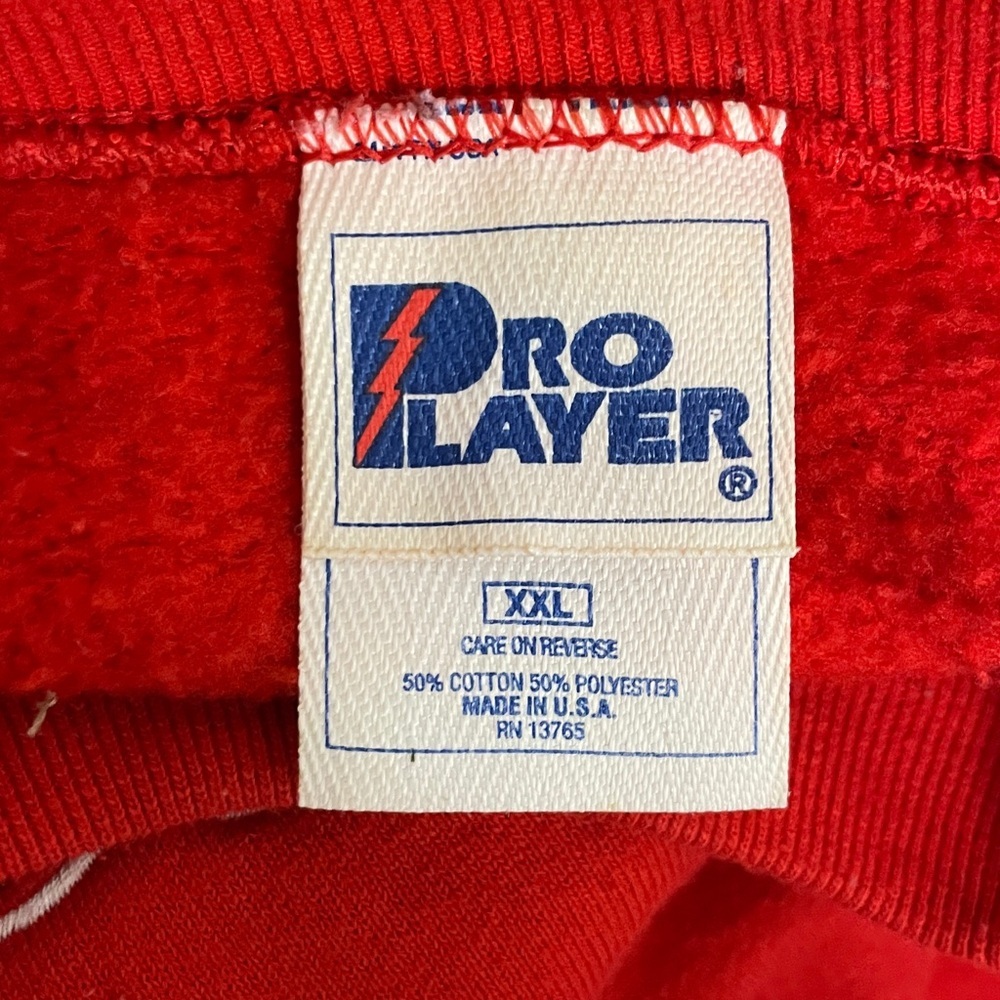 PRO
PLAYER
®
XXL
CARE ON REVERSE
50% COTTON 50% POLYESTER
MADE IN U.S.A.
RN 13765